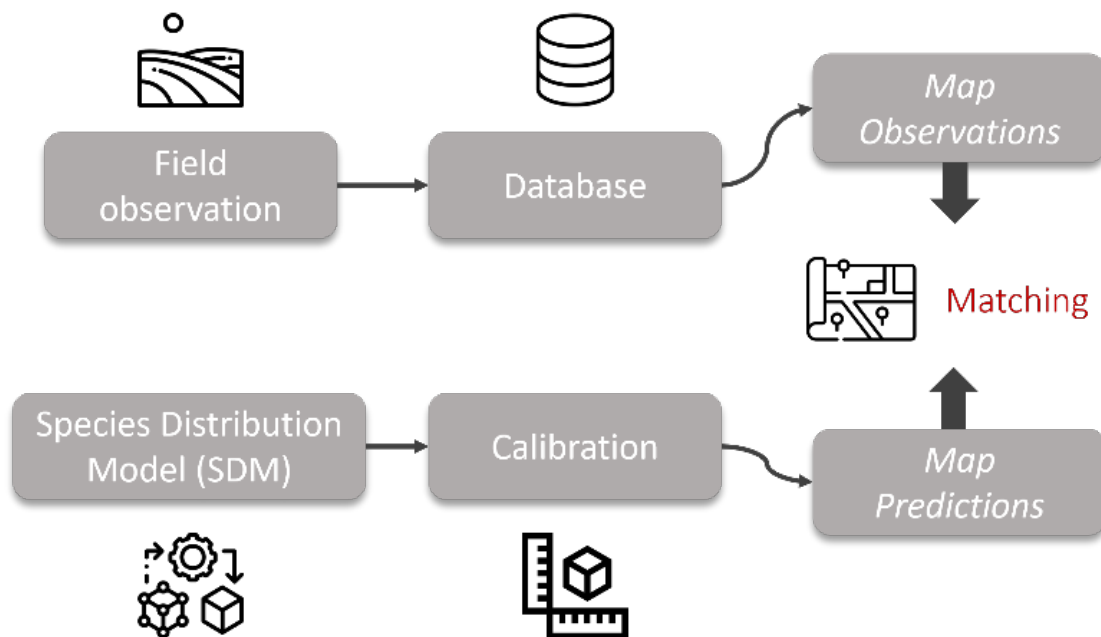 Field
observation
Database
Map
Observations
Matching
Species Distribution
Model (SDM)
Calibration
Map
Predictions